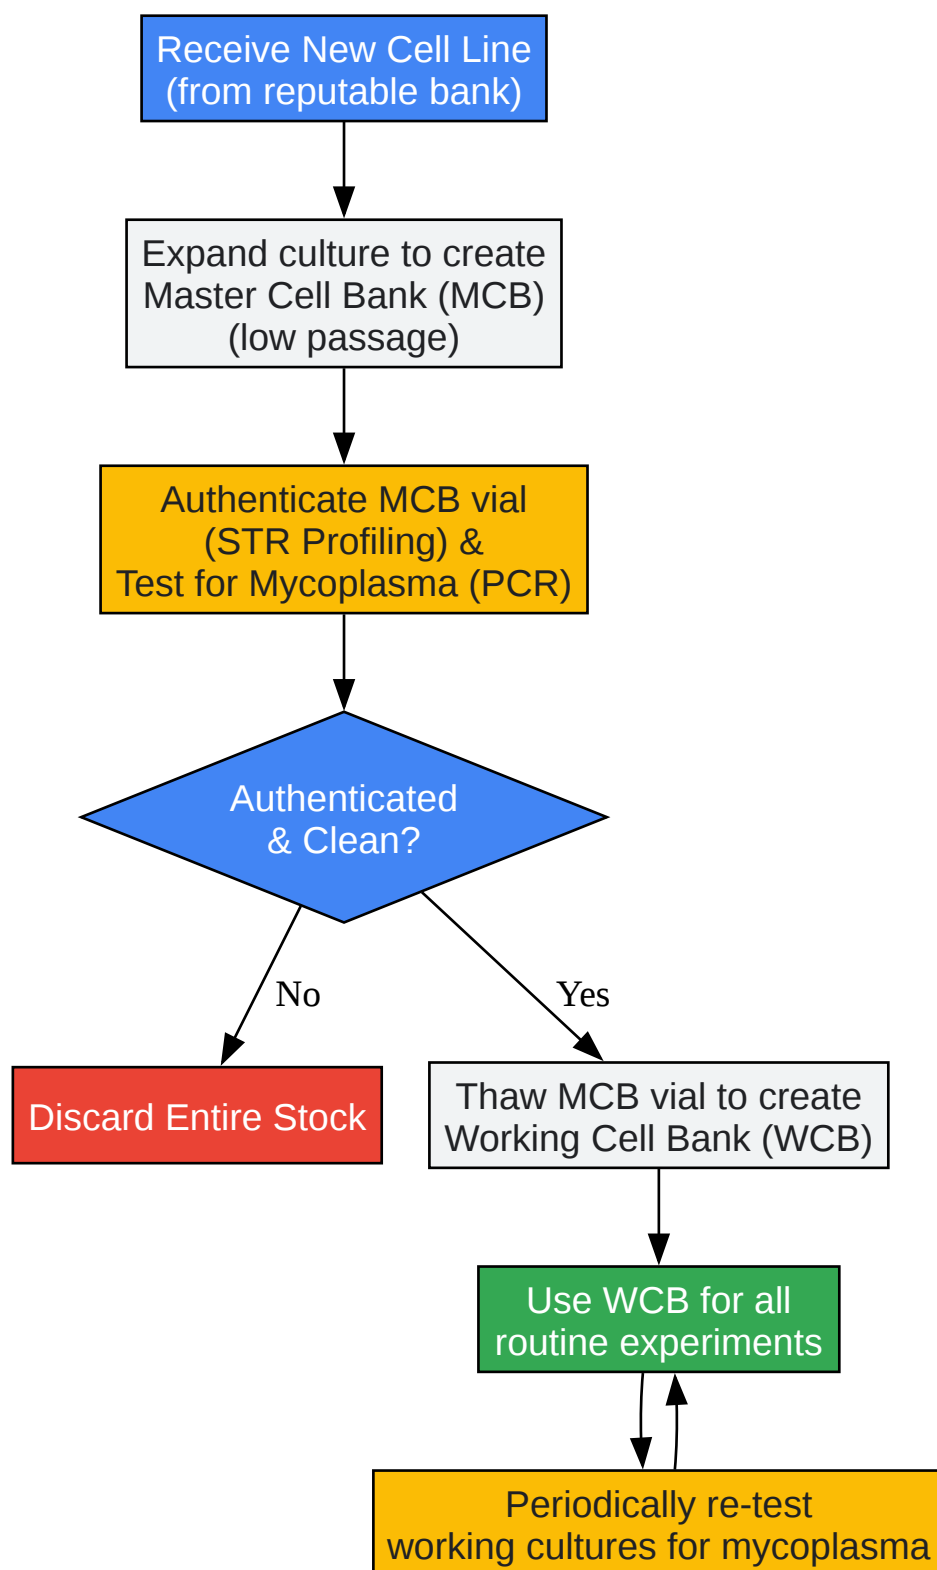 Receive New Cell Line
(from reputable bank)
Expand culture to create
Master Cell Bank (MCB)
(low passage)
Authenticate MCB vial
(STR Profiling) &
Test for Mycoplasma (PCR)
Authenticated
& Clean?
No
Yes
Discard Entire Stock
Thaw MCB vial to create
Working Cell Bank (WCB)
Use WCB for all
routine experiments
Periodically re-test
working cultures for mycoplasma